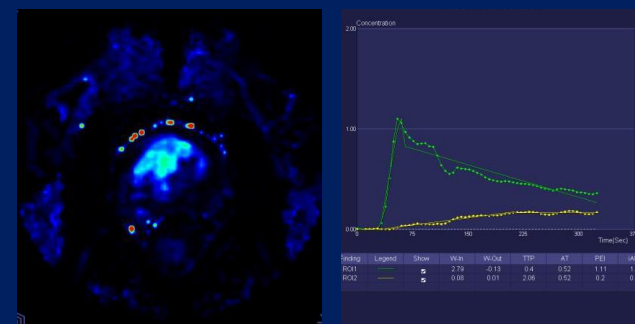 Concentration
2.00
1.00
0.00
0 75 150 225 300 37
Time(Sec)
Finding Legend Show W-In W-Out TTP AT PEI iA
ROI1 2.79 -0.13 0.4 0.52 1.11 1.
ROI2 0.08 0.01 2.06 0.52 0.2 0.